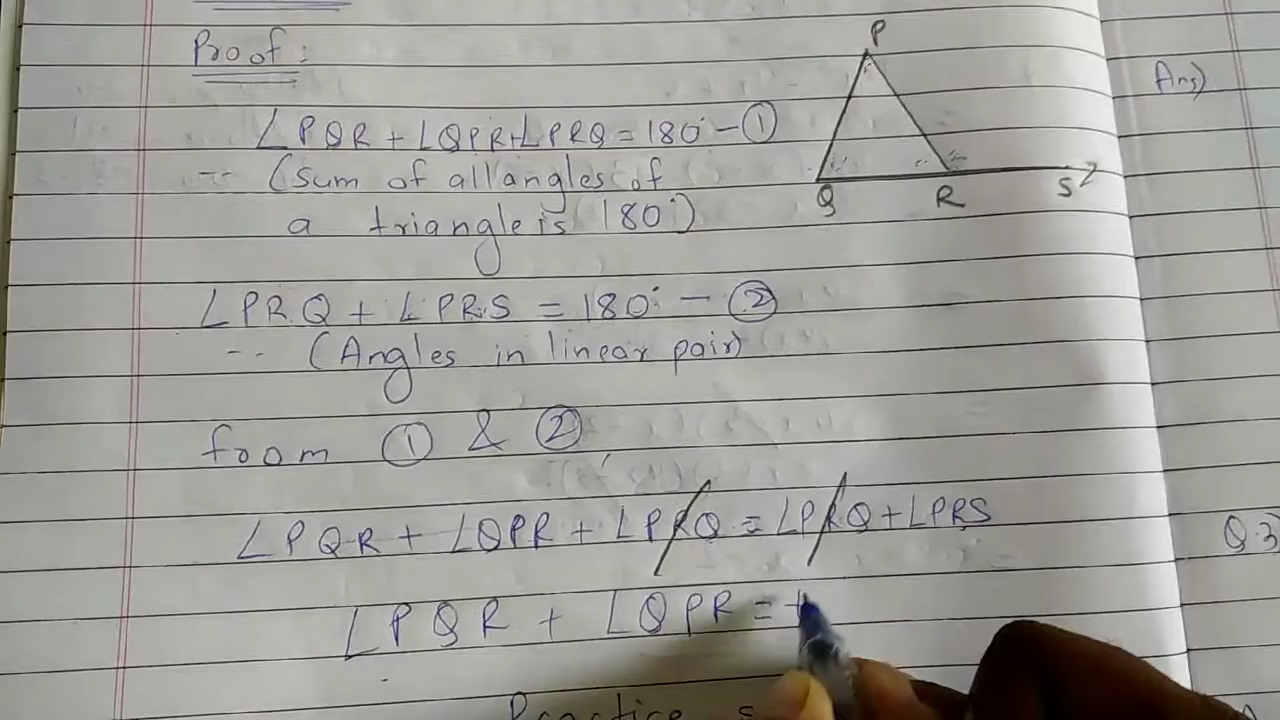 Proof:
∠PQR + ∠QPR + ∠PRQ = 180° - ①
-- (sum of all angles of
a triangle is 180°)
∠PRQ + ∠PRS = 180° - ②
-- (Angles in linear pair)
from ① & ②
∠PQR + ∠QPR + ∠PRQ = ∠PRQ + ∠PRS
∠PQR + ∠QPR = +
Practice
P
Q
R
S
Ans)
Q.3